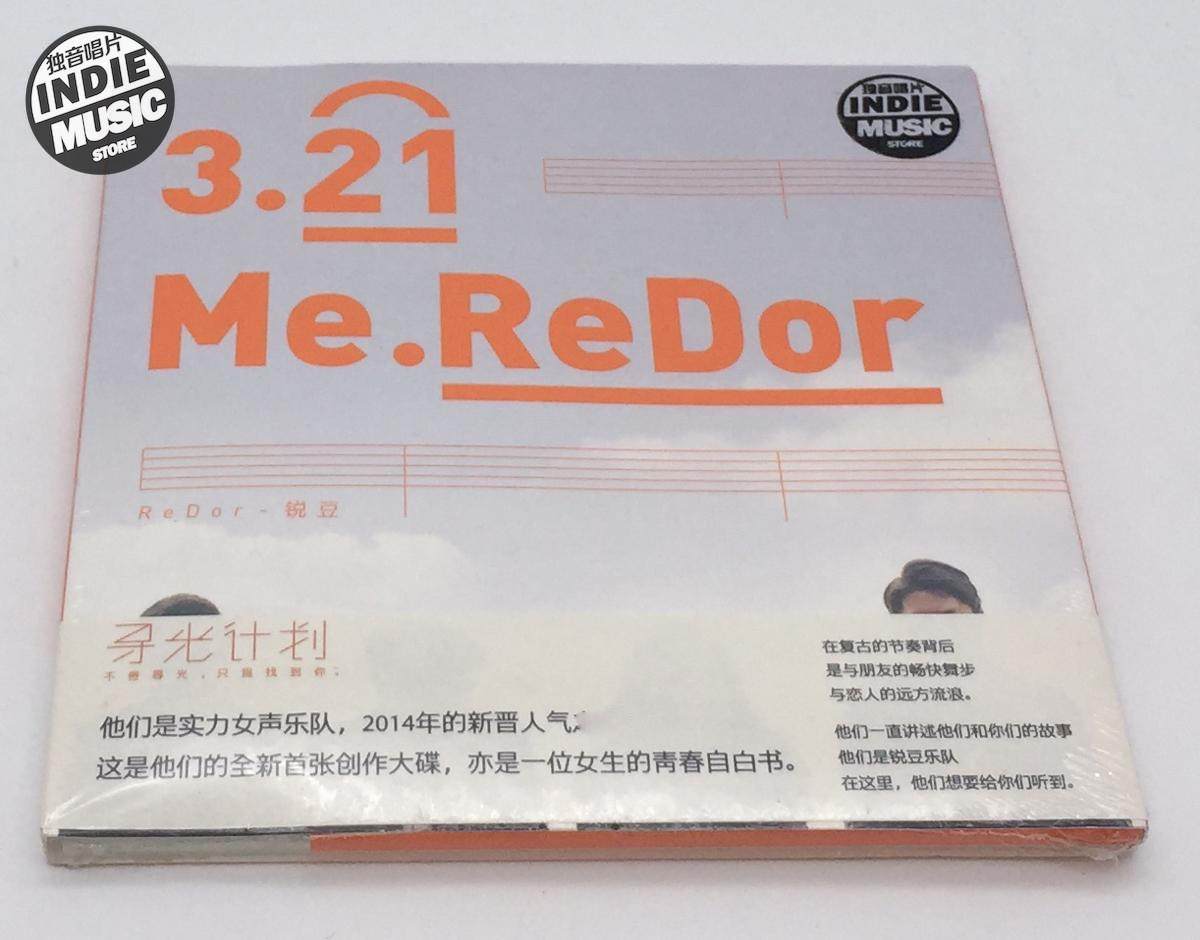 独音唱片
INDIE
MUSIC
STORE
独音唱片
INDIE
MUSIC
STORE
3.21
Me.ReDor
ReDor - 锐豆
寻光计划
他们是实力女声乐队，2014年的新晋人气
这是他们的全新首张创作大碟，亦是一位女生的青春自白书。
在复古的节奏背后
是与朋友的畅快舞步
与恋人的远方流浪。
他们一直讲述他们和你们的故事
他们是锐豆乐队
在这里，他们想要给你们听到。